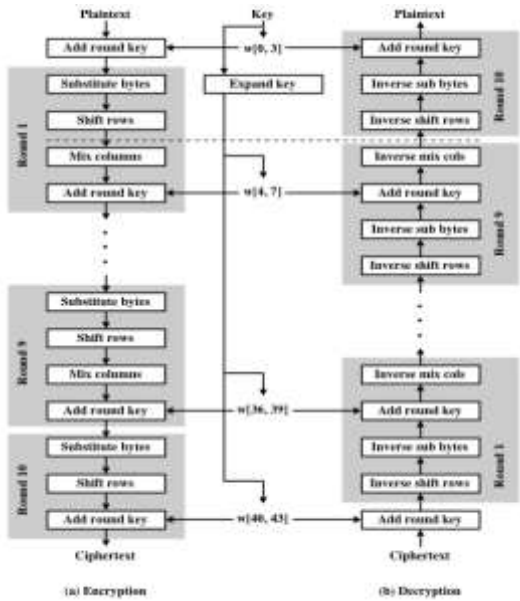 Plaintext
Key
Plaintext
Add round key
w[0, 3]
Add round key
Substitute bytes
Expand key
Inverse sub bytes
Round 10
Shift rows
Inverse shift rows
Round 1
Mix columns
Inverse mix cols
Add round key
w[4, 7]
Add round key
Inverse sub bytes
Round 9
Inverse shift rows
Substitute bytes
Shift rows
Round 9
Mix columns
Inverse mix cols
Add round key
w[36, 39]
Add round key
Substitute bytes
Inverse sub bytes
Round 1
Round 10
Shift rows
Inverse shift rows
Add round key
w[40, 43]
Add round key
Ciphertext
Ciphertext
(a) Encryption
(b) Decryption